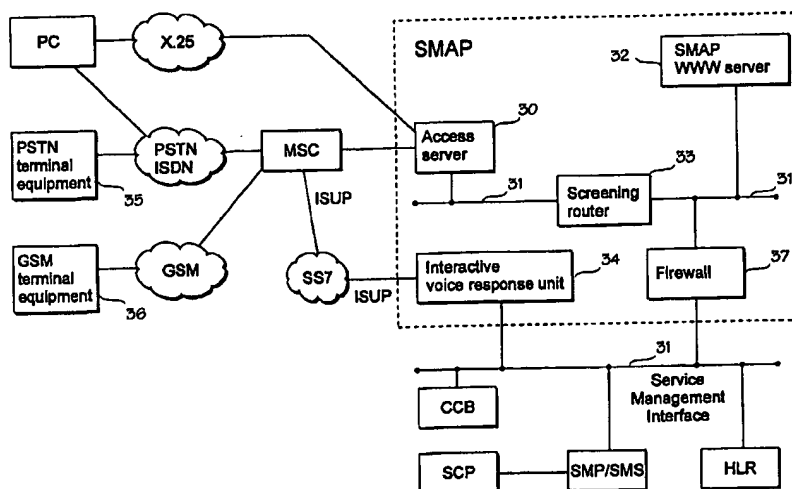 PC
X.25
SMAP
32
SMAP
WWW server
30
PSTN
terminal
equipment
35
PSTN
ISDN
MSC
Access
server
33
31
Screening
router
31
ISUP
GSM
terminal
equipment
36
GSM
SS7
ISUP
Interactive
voice response unit
34
Firewall
37
31
CCB
Service
Management
Interface
SCP
SMP/SMS
HLR